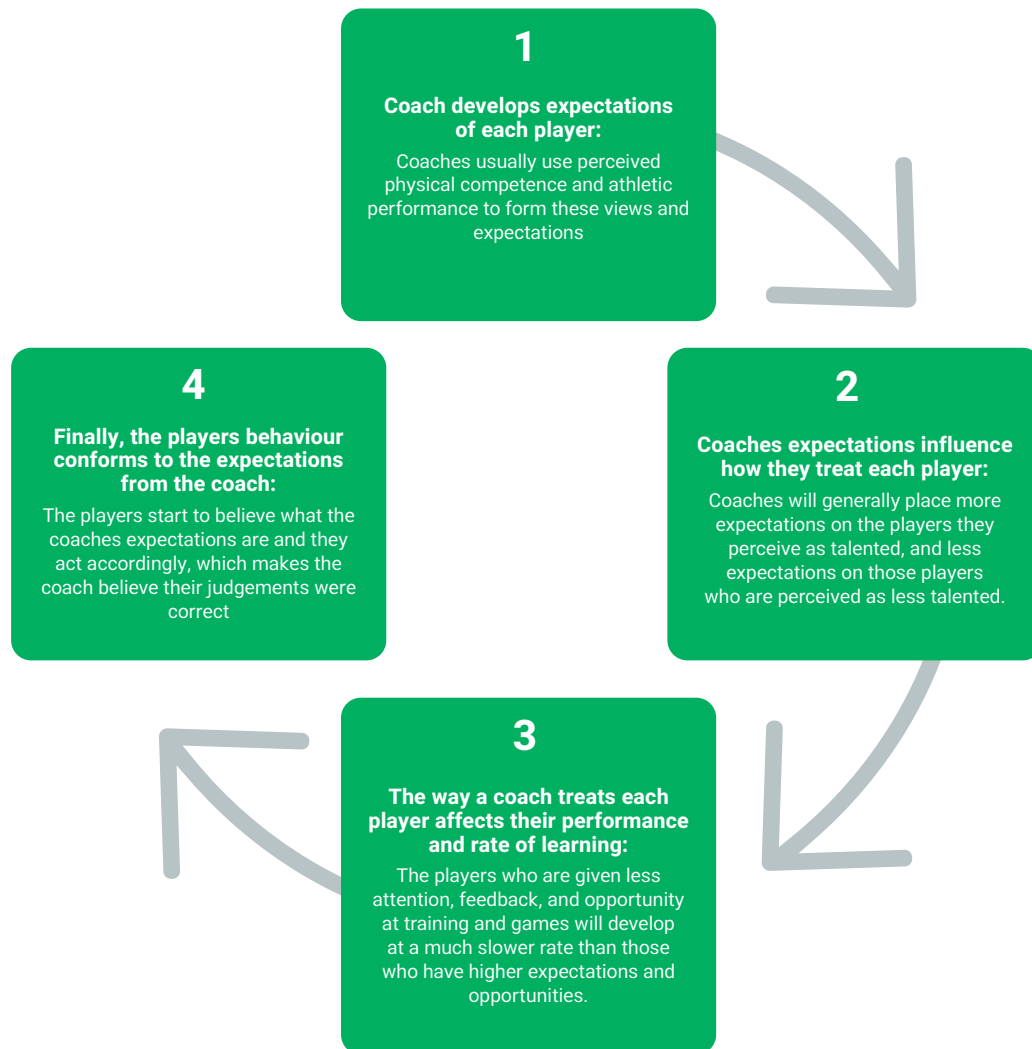 1
Coach develops expectations
of each player:
Coaches usually use perceived
physical competence and athletic
performance to form these views and
expectations
2
Coaches expectations influence
how they treat each player:
Coaches will generally place more
expectations on the players they
perceive as talented, and less
expectations on those players
who are perceived as less talented.
3
The way a coach treats each
player affects their performance
and rate of learning:
The players who are given less
attention, feedback, and opportunity
at training and games will develop
at a much slower rate than those
who have higher expectations and
opportunities.
4
Finally, the players behaviour
conforms to the expectations
from the coach:
The players start to believe what the
coaches expectations are and they
act accordingly, which makes the
coach believe their judgements were
correct